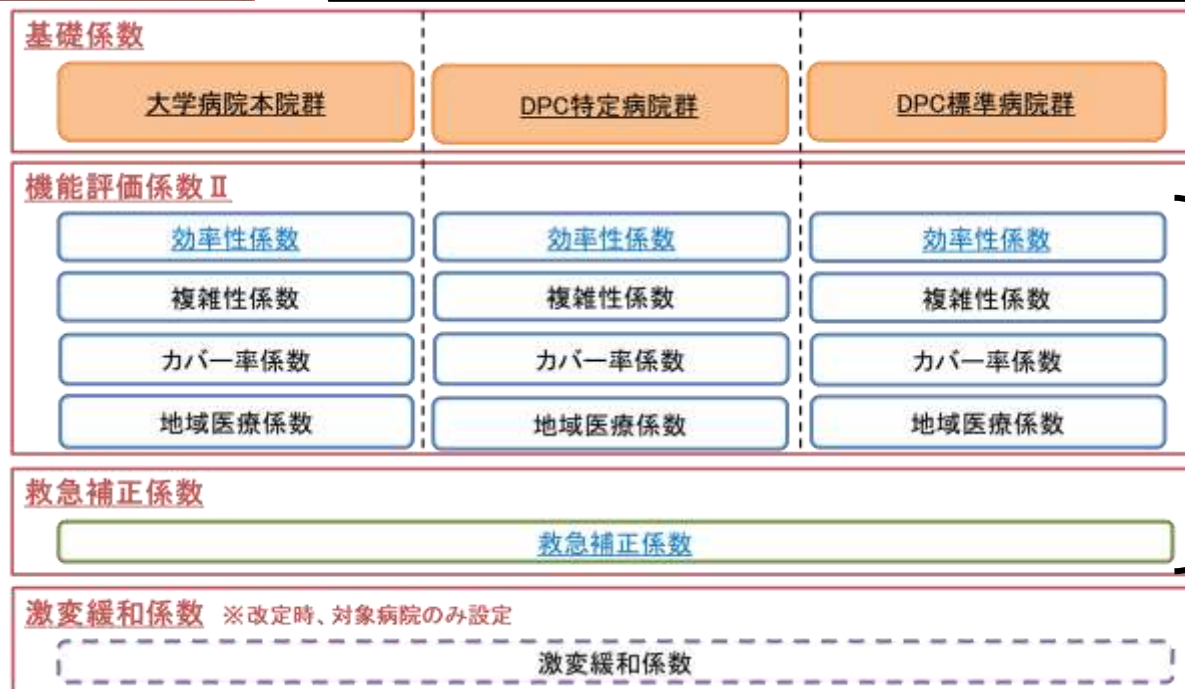 基礎係数
大学病院本院群 DPC特定病院群 DPC標準病院群
機能評価係数Ⅱ
効率性係数 効率性係数 効率性係数
複雑性係数 複雑性係数 複雑性係数
カバー率係数 カバー率係数 カバー率係数
地域医療係数 地域医療係数 地域医療係数
救急補正係数
救急補正係数
激変緩和係数 ※改定時、対象病院のみ設定
激変緩和係数